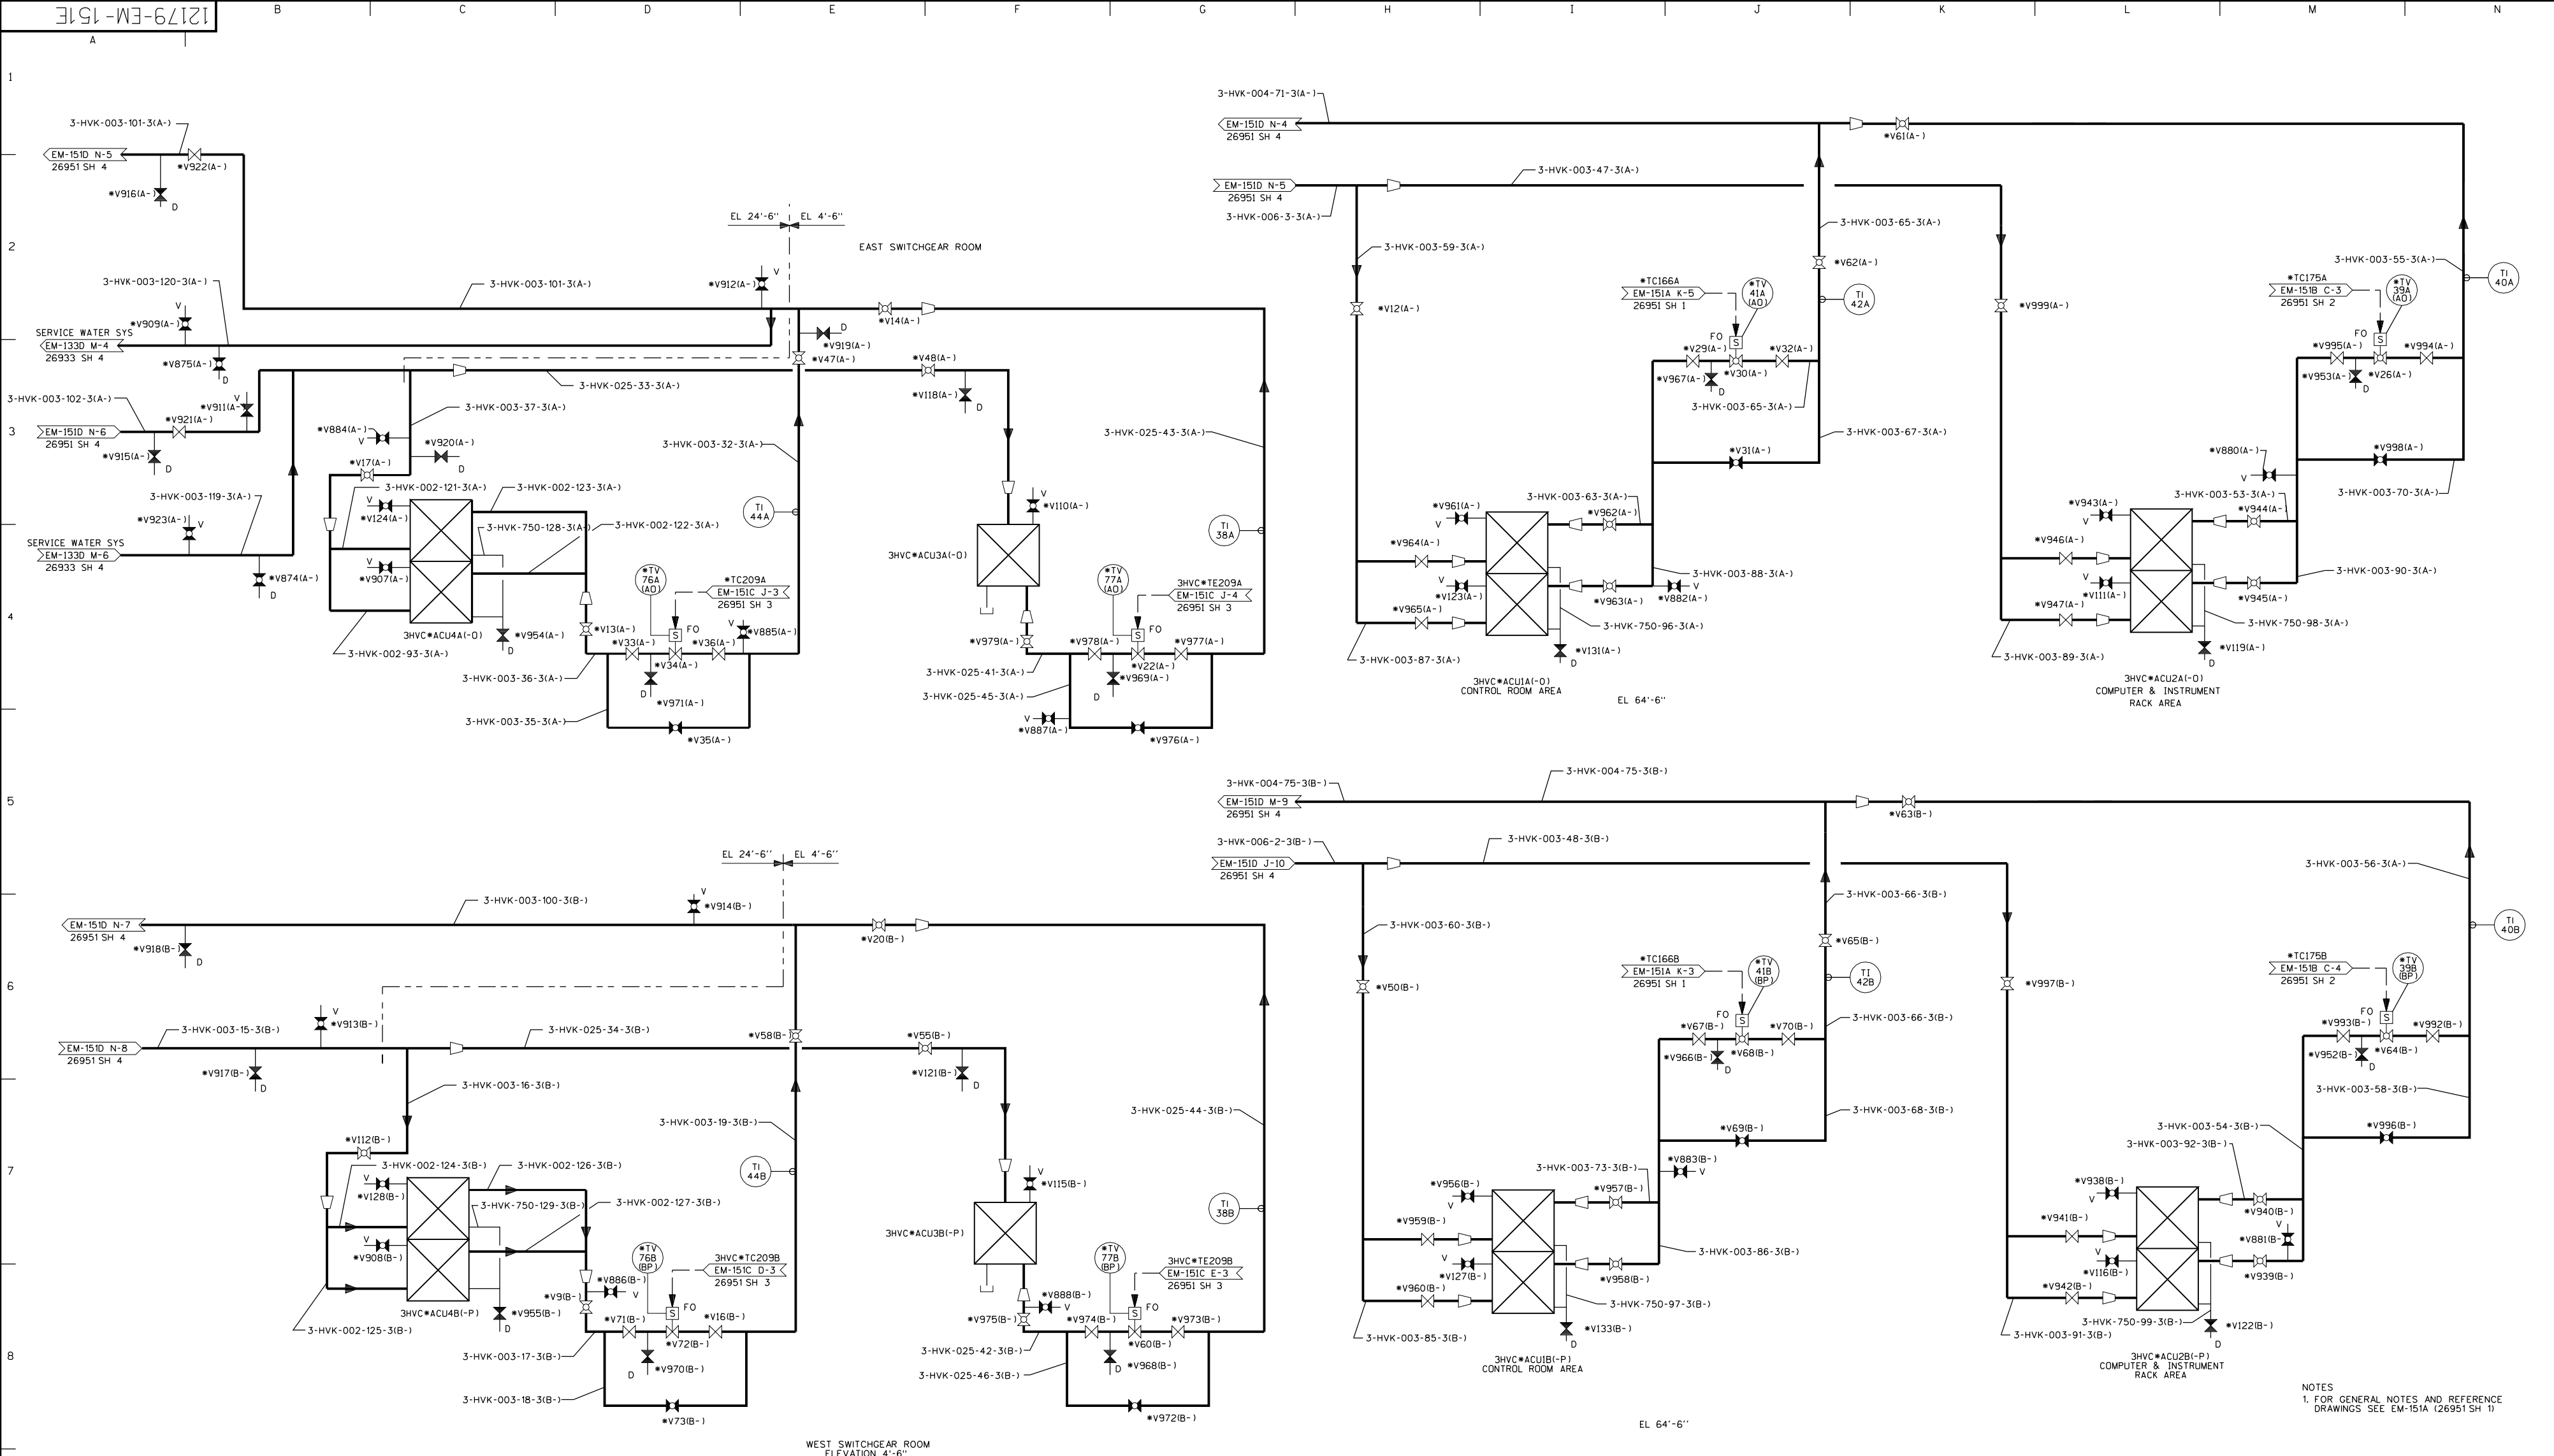 12179-EM-151E
A
B
C
D
E
F
G
H
I
J
K
L
M
N
1
2
3
4
5
6
7
8
3-HVK-003-101-3(A-)
EM-151D N-5
26951 SH 4
*V922(A-)
*V916(A-)
D
3-HVK-003-120-3(A-)
3-HVK-003-101-3(A-)
V
*V909(A-)
SERVICE WATER SYS
EM-133D M-4
26933 SH 4
*V875(A-)
D
EL 24'-6"
EL 4'-6"
EAST SWITCHGEAR ROOM
*V912(A-)
V
D
*V919(A-)
*V14(A-)
*V47(A-)
*V48(A-)
3-HVK-025-33-3(A-)
*V118(A-)
D
3-HVK-003-102-3(A-)
*V921(A-)
V
*V911(A-)
EM-151D N-6
26951 SH 4
*V915(A-)
D
3-HVK-003-37-3(A-)
*V884(A-)
V
*V920(A-)
D
*V17(A-)
3-HVK-003-32-3(A-)
3-HVK-025-43-3(A-)
3-HVK-003-119-3(A-)
*V923(A-)
V
SERVICE WATER SYS
EM-133D M-6
26933 SH 4
*V874(A-)
D
3-HVK-002-121-3(A-)
3-HVK-002-123-3(A-)
V
*V124(A-)
3-HVK-750-128-3(A-)
3-HVK-002-122-3(A-)
V
*V907(A-)
3HVC*ACU4A(-O)
3-HVK-002-93-3(A-)
*V954(A-)
D
TI
44A
*TV
76A
(AO)
*TC209A
EM-151C J-3
26951 SH 3
FO
S
*V13(A-)
*V33(A-)
*V34(A-)
*V36(A-)
V
*V885(A-)
D
*V971(A-)
3-HVK-003-36-3(A-)
3-HVK-003-35-3(A-)
*V35(A-)
V
*V110(A-)
3HVC*ACU3A(-O)
TI
38A
*TV
77A
(AO)
3HVC*TE209A
EM-151C J-4
26951 SH 3
FO
S
*V979(A-)
*V978(A-)
*V977(A-)
*V22(A-)
*V969(A-)
D
3-HVK-025-41-3(A-)
3-HVK-025-45-3(A-)
V
*V887(A-)
*V976(A-)
3-HVK-004-71-3(A-)
EM-151D N-4
26951 SH 4
*V61(A-)
EM-151D N-5
26951 SH 4
3-HVK-003-47-3(A-)
3-HVK-006-3-3(A-)
3-HVK-003-65-3(A-)
3-HVK-003-59-3(A-)
*V62(A-)
*V12(A-)
*TC166A
EM-151A K-5
26951 SH 1
*TV
41A
(AO)
TI
42A
FO
S
*V29(A-)
*V32(A-)
*V30(A-)
*V967(A-)
D
3-HVK-003-65-3(A-)
3-HVK-003-67-3(A-)
*V31(A-)
*V961(A-)
V
3-HVK-003-63-3(A-)
*V962(A-)
*V964(A-)
V
*V123(A-)
3-HVK-003-88-3(A-)
V
*V882(A-)
*V963(A-)
*V965(A-)
3-HVK-750-96-3(A-)
3-HVK-003-87-3(A-)
*V131(A-)
D
3HVC*ACU1A(-O)
CONTROL ROOM AREA
EL 64'-6"
*V999(A-)
3-HVK-003-55-3(A-)
TI
40A
*TC175A
EM-151B C-3
26951 SH 2
*TV
39A
(AO)
FO
S
*V995(A-)
*V994(A-)
*V953(A-)
*V26(A-)
D
*V880(A-)
V
*V998(A-)
3-HVK-003-70-3(A-)
3-HVK-003-53-3(A-)
*V943(A-)
V
*V944(A-)
*V946(A-)
V
*V111(A-)
*V945(A-)
3-HVK-003-90-3(A-)
*V947(A-)
3-HVK-750-98-3(A-)
*V119(A-)
D
3-HVK-003-89-3(A-)
3HVC*ACU2A(-O)
COMPUTER & INSTRUMENT
RACK AREA
EL 24'-6"
EL 4'-6"
3-HVK-003-100-3(B-)
V
*V914(B-)
EM-151D N-7
26951 SH 4
*V918(B-)
D
*V20(B-)
3-HVK-003-15-3(B-)
V
*V913(B-)
3-HVK-025-34-3(B-)
*V58(B-)
*V55(B-)
EM-151D N-8
26951 SH 4
*V917(B-)
D
*V121(B-)
D
3-HVK-003-16-3(B-)
3-HVK-003-19-3(B-)
3-HVK-025-44-3(B-)
*V112(B-)
3-HVK-002-124-3(B-)
3-HVK-002-126-3(B-)
V
*V128(B-)
3-HVK-750-129-3(B-)
3-HVK-002-127-3(B-)
V
*V908(B-)
3HVC*ACU4B(-P)
*V955(B-)
D
3-HVK-002-125-3(B-)
TI
44B
*TV
76B
(BP)
3HVC*TC209B
EM-151C D-3
26951 SH 3
FO
S
*V886(B-)
V
*V9(B-)
*V71(B-)
*V16(B-)
*V72(B-)
*V970(B-)
D
3-HVK-003-17-3(B-)
3-HVK-003-18-3(B-)
*V73(B-)
V
*V115(B-)
3HVC*ACU3B(-P)
TI
38B
*TV
77B
(BP)
3HVC*TE209B
EM-151C E-3
26951 SH 3
FO
S
*V888(B-)
V
*V975(B-)
*V974(B-)
*V973(B-)
*V60(B-)
D
*V968(B-)
3-HVK-025-42-3(B-)
3-HVK-025-46-3(B-)
*V972(B-)
WEST SWITCHGEAR ROOM
ELEVATION 4'-6"
3-HVK-004-75-3(B-)
3-HVK-004-75-3(B-)
EM-151D M-9
26951 SH 4
*V63(B-)
3-HVK-006-2-3(B-)
3-HVK-003-48-3(B-)
EM-151D J-10
26951 SH 4
3-HVK-003-66-3(B-)
3-HVK-003-60-3(B-)
*V65(B-)
*V50(B-)
*TC166B
EM-151A K-3
26951 SH 1
*TV
41B
(BP)
TI
42B
FO
S
3-HVK-003-66-3(B-)
*V67(B-)
*V70(B-)
*V68(B-)
*V966(B-)
D
3-HVK-003-68-3(B-)
*V69(B-)
*V883(B-)
V
3-HVK-003-73-3(B-)
*V956(B-)
V
*V957(B-)
*V959(B-)
V
*V127(B-)
3-HVK-003-86-3(B-)
*V958(B-)
*V960(B-)
3-HVK-750-97-3(B-)
*V133(B-)
D
3-HVK-003-85-3(B-)
3HVC*ACU1B(-P)
CONTROL ROOM AREA
EL 64'-6"
*V997(B-)
3-HVK-003-56-3(A-)
TI
40B
*TC175B
EM-151B C-4
26951 SH 2
*TV
39B
(BP)
FO
S
*V993(B-)
*V992(B-)
*V952(B-)
*V64(B-)
D
3-HVK-003-58-3(B-)
*V996(B-)
3-HVK-003-54-3(B-)
3-HVK-003-92-3(B-)
*V938(B-)
V
*V940(B-)
*V941(B-)
V
*V881(B-)
V
*V116(B-)
*V939(B-)
*V942(B-)
3-HVK-750-99-3(B-)
*V122(B-)
D
3-HVK-003-91-3(B-)
3HVC*ACU2B(-P)
COMPUTER & INSTRUMENT
RACK AREA
NOTES
1. FOR GENERAL NOTES AND REFERENCE
DRAWINGS SEE EM-151A (26951 SH 1)